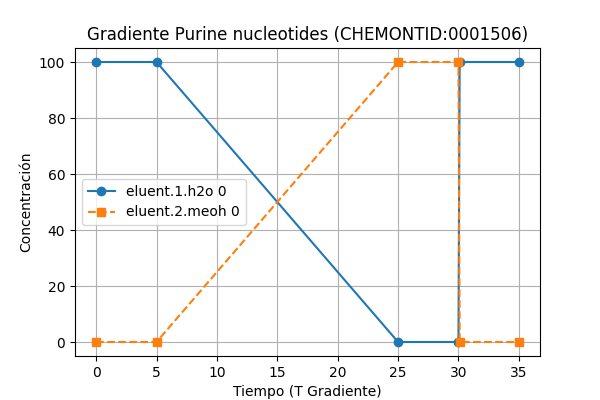 Gradiente Purine nucleotides (CHEMONTID:0001506)
Concentración
100
80
60
40
20
0
eluent.1.h2o 0
eluent.2.meoh 0
0 5 10 15 20 25 30 35
Tiempo (T Gradiente)